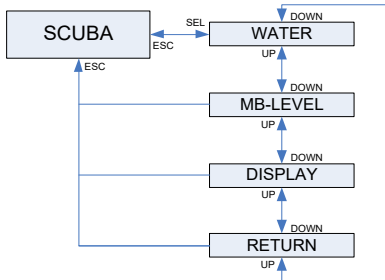 SCUBA
SEL
ESC
DOWN
WATER
UP
ESC
DOWN
MB-LEVEL
UP
DOWN
DISPLAY
UP
DOWN
RETURN
UP